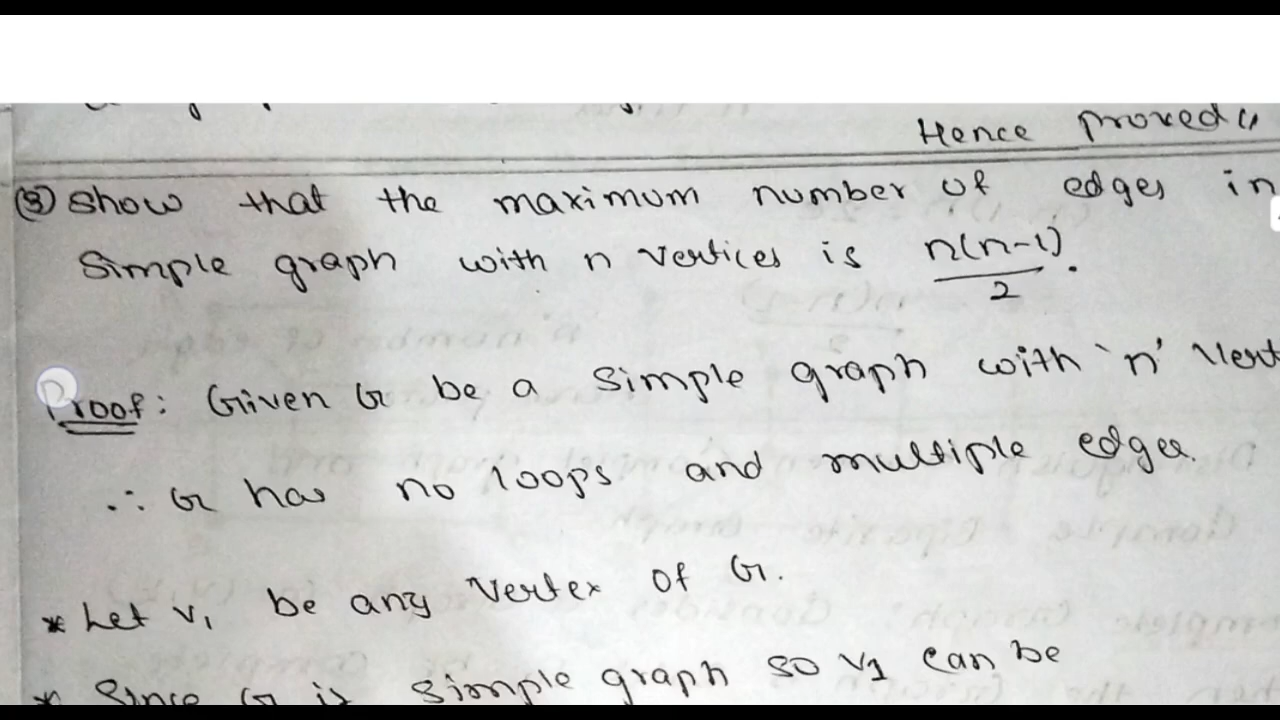 Hence proved//
(3) Show that the maximum number of edges in
Simple graph with n vertices is n(n-1)/2.
Proof: Given G be a simple graph with 'n' Vert
∴ G has no loops and multiple edges.
* Let v₁ be any Vertex of G.
* Since G is simple graph so v1 can be